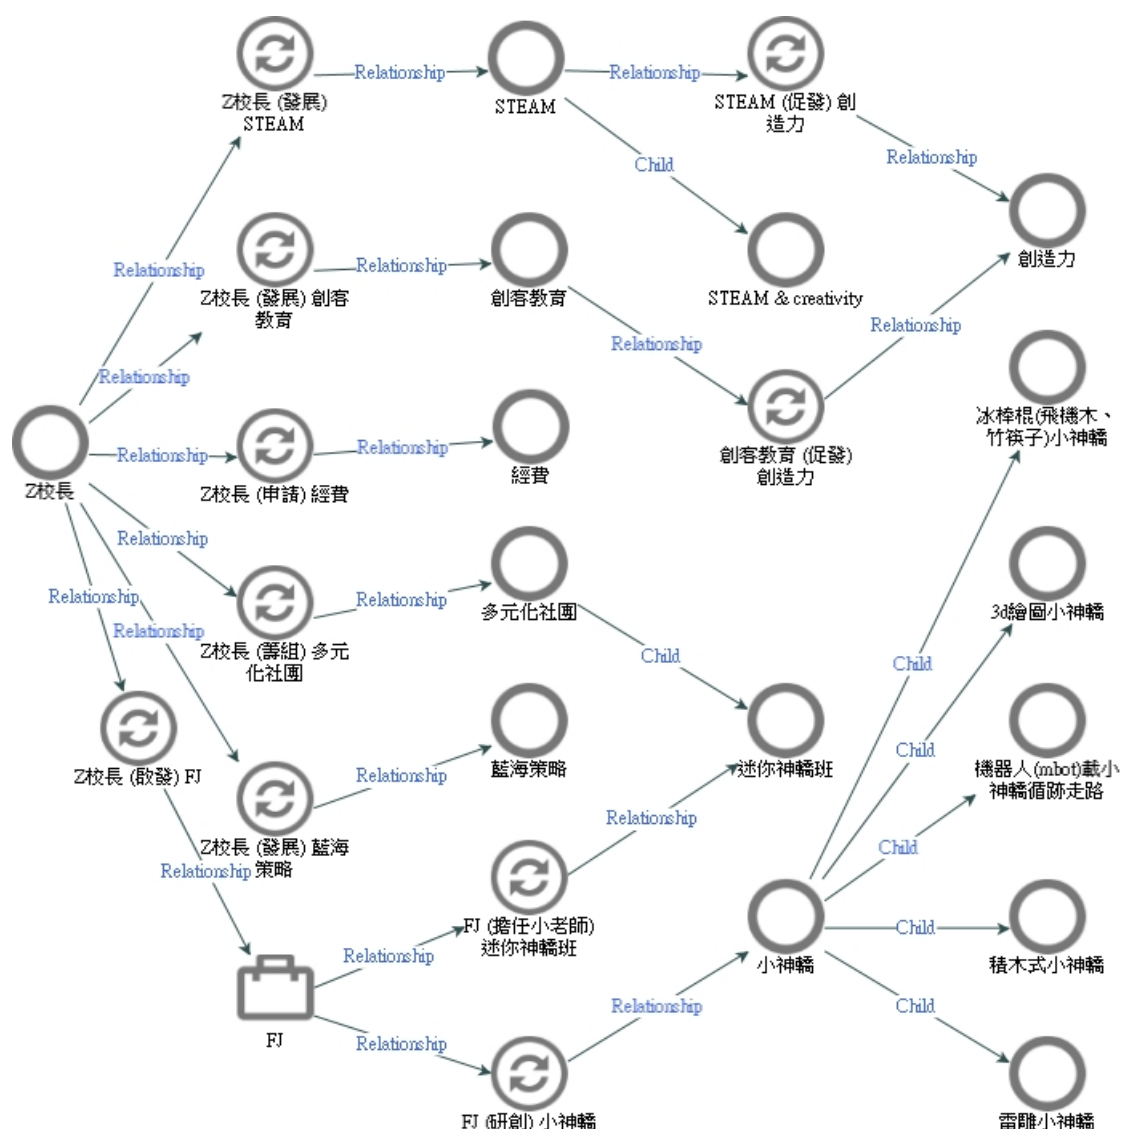 Z校長 (發展)
STEAM
Relationship
STEAM
Relationship
STEAM (促發) 創
造力
Child
Relationship
創造力
Relationship
Z校長 (發展) 創客
教育
Relationship
創客教育
STEAM & creativity
Relationship
Relationship
Relationship
Z校長
Relationship
Z校長 (申請) 經費
Relationship
經費
創客教育 (促發)
創造力
冰棒棍(飛機木、
竹筷子)小神轎
Relationship
Relationship
Relationship
Z校長 (籌組) 多元
化社團
Relationship
多元化社團
Child
3d繪圖小神轎
Child
Z校長 (啟發) FJ
Z校長 (發展) 藍海
策略
Relationship
藍海策略
迷你神轎班
Child
機器人(mbot)載小
神轎循跡走路
Relationship
Relationship
Child
FJ
Relationship
FJ (擔任小老師)
迷你神轎班
小神轎
Child
積木式小神轎
Relationship
FJ (研創) 小神轎
Relationship
Child
雷雕小神轎